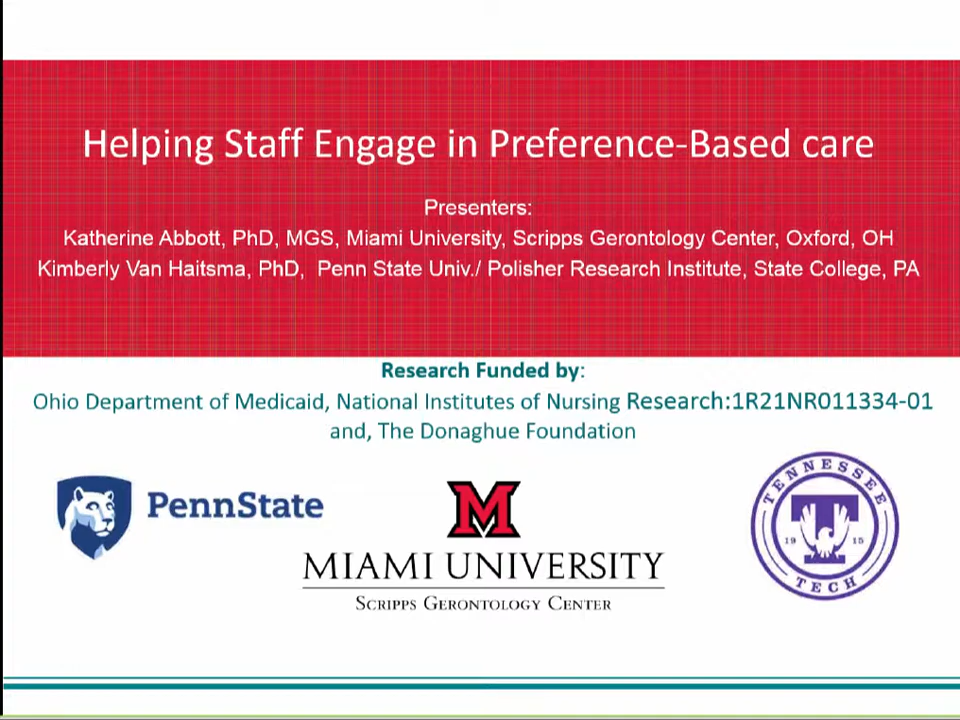 Helping Staff Engage in Preference-Based care
Presenters:
Katherine Abbott, PhD, MGS, Miami University, Scripps Gerontology Center, Oxford, OH
Kimberly Van Haitsma, PhD, Penn State Univ./ Polisher Research Institute, State College, PA
Research Funded by:
Ohio Department of Medicaid, National Institutes of Nursing Research:1R21NR011334-01
and, The Donaghue Foundation
PennState
M
MIAMI UNIVERSITY
SCRIPPS GERONTOLOGY CENTER
TENNESSEE
T
1915
TECH